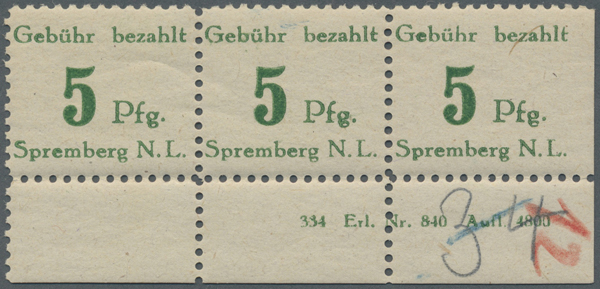 Gebühr bezahlt Gebühr bezahlt Gebühr bezahlt
5 Pfg. 5 Pfg. 5 Pfg.
Spremberg N.L. Spremberg N.L. Spremberg N.L.
334 Erl. Nr. 840 Aufl. 4800